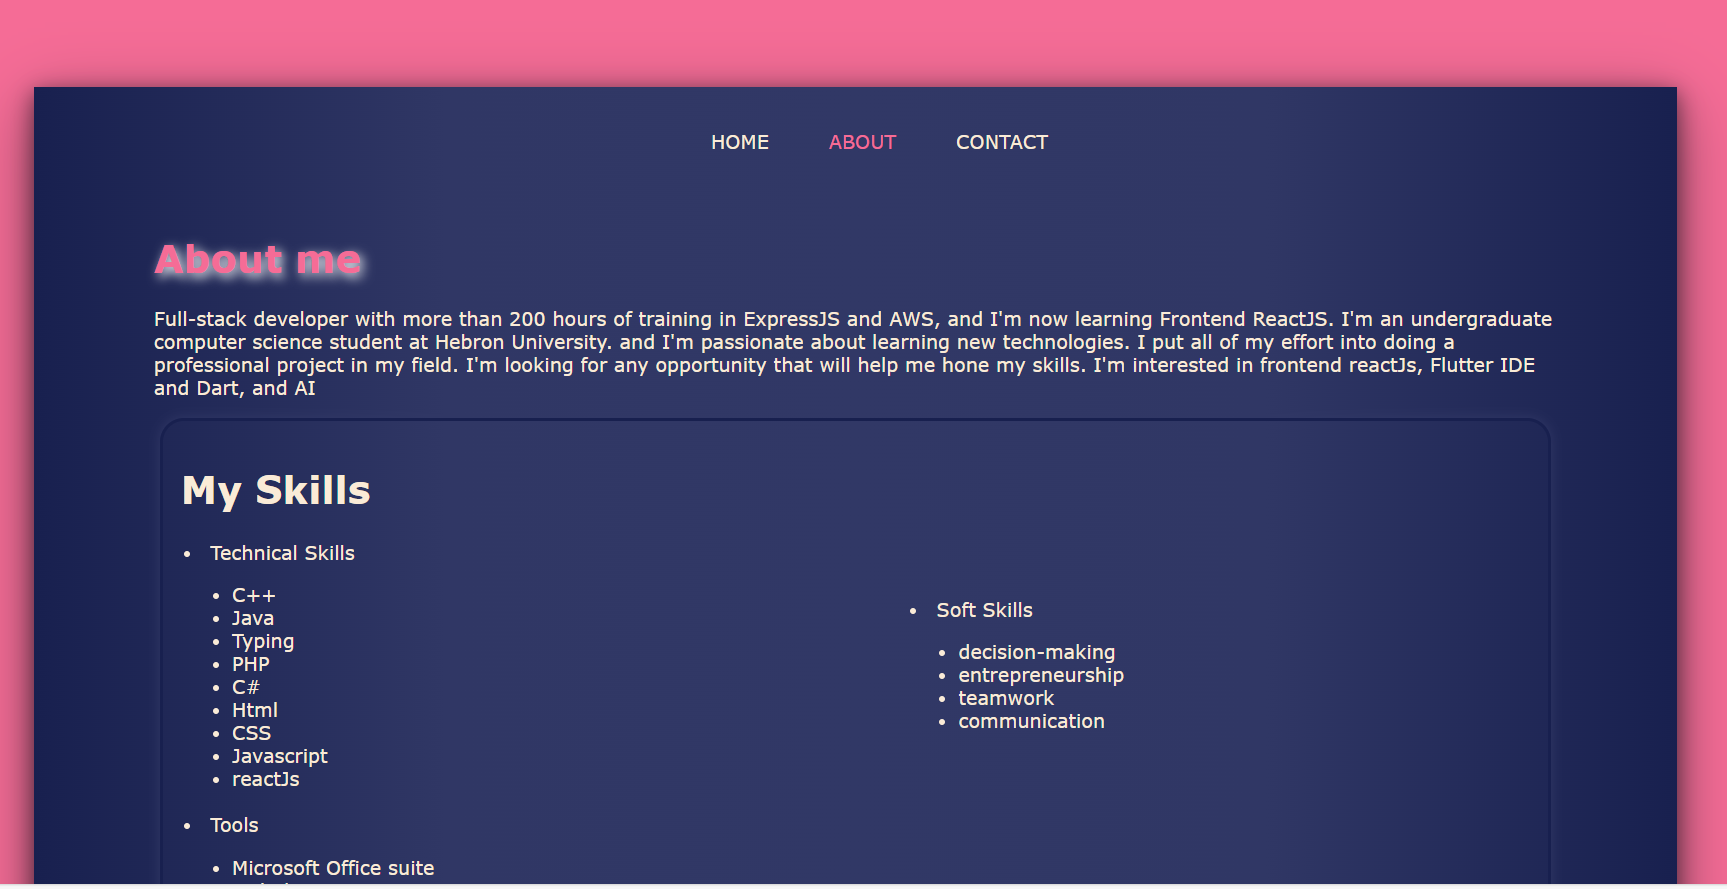 HOME ABOUT CONTACT
About me
Full-stack developer with more than 200 hours of training in ExpressJS and AWS, and I'm now learning Frontend ReactJS. I'm an undergraduate
computer science student at Hebron University. and I'm passionate about learning new technologies. I put all of my effort into doing a
professional project in my field. I'm looking for any opportunity that will help me hone my skills. I'm interested in frontend reactJs, Flutter IDE
and Dart, and AI
My Skills
• Technical Skills
• C++
• Java
• Typing
• PHP
• C#
• Html
• CSS
• Javascript
• reactJs
• Tools
• Microsoft Office suite
• Soft Skills
• decision-making
• entrepreneurship
• teamwork
• communication